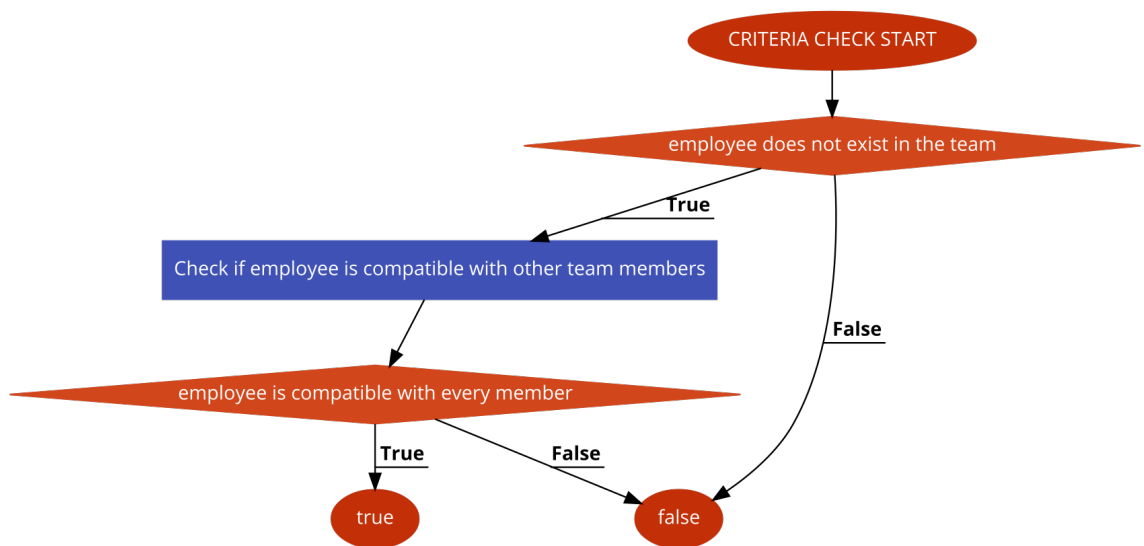 CRITERIA CHECK START
employee does not exist in the team
True
Check if employee is compatible with other team members
False
employee is compatible with every member
True
False
true
false